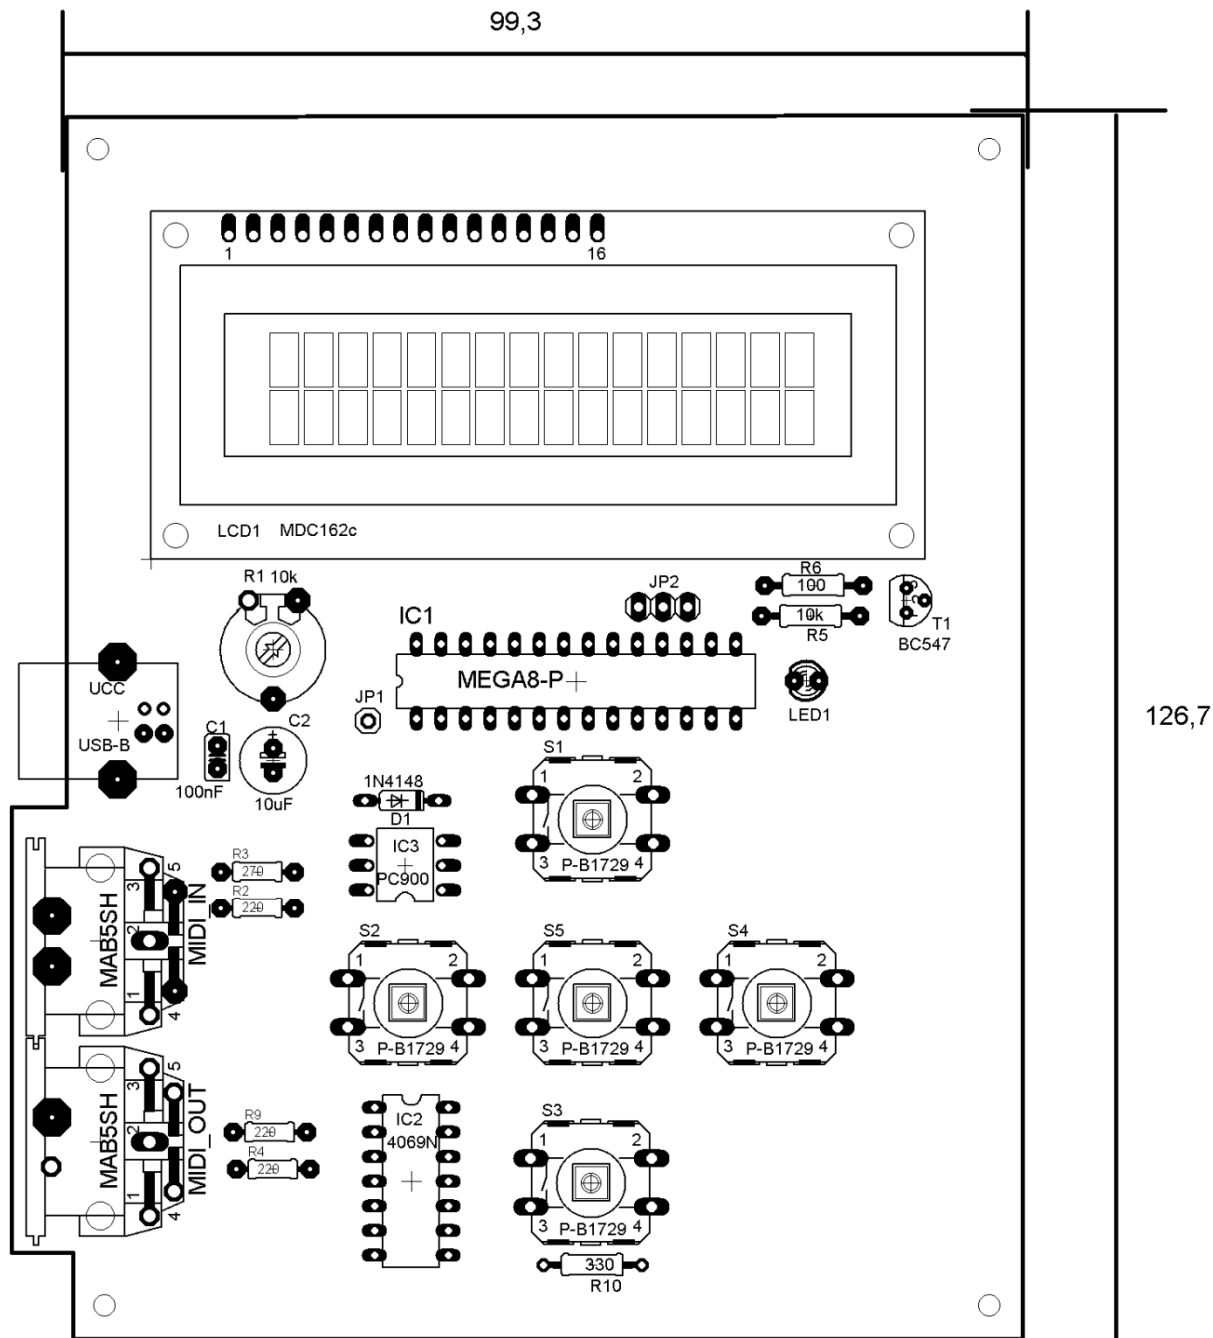 99,3
1 16
LCD1 MDC162c
R1 10k
JP2
R6
100
10k
R5
T1
BC547
IC1
MEGA8-P
LED1
UCC
USB-B
JP1
C1
100nF
C2
+
10uF
126,7
1N4148
D1
IC3
PC900
S1
1 2
3 P-B1729 4
R3
270
R2
220
MAB5SH
MIDI_IN
5
3
2
1
4
S2
1 2
3 P-B1729 4
S5
1 2
3 P-B1729 4
S4
1 2
3 P-B1729 4
MAB5SH
MIDI_OUT
5
3
2
1
4
R9
220
R4
220
IC2
4069N
S3
1 2
3 P-B1729 4
330
R10